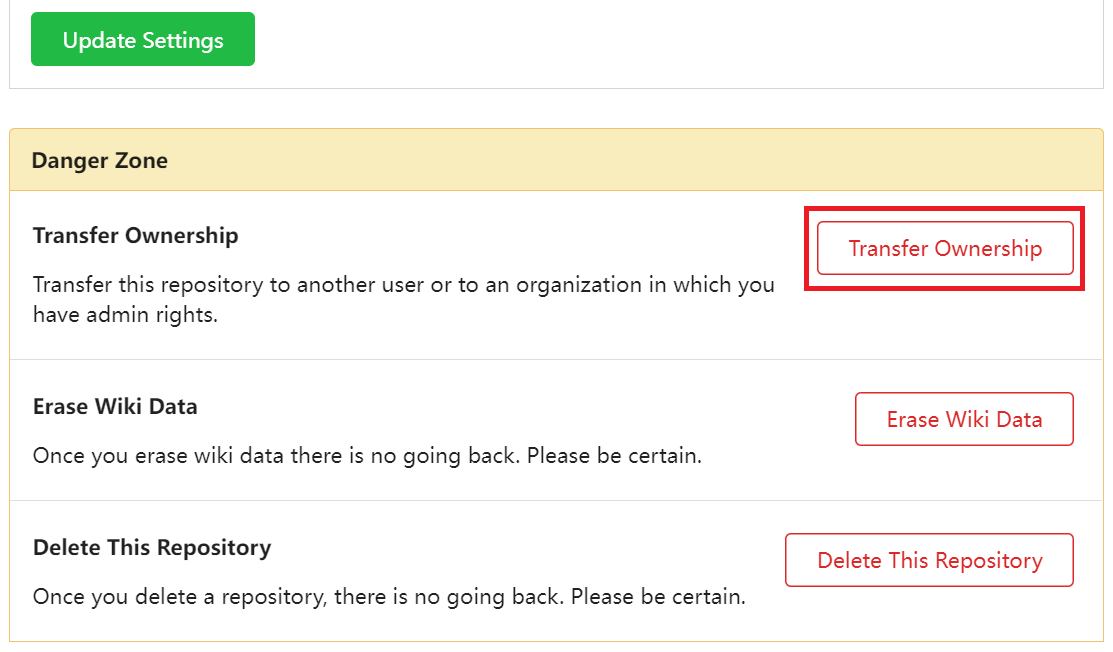 Update Settings
Danger Zone
Transfer Ownership
Transfer Ownership
Transfer this repository to another user or to an organization in which you
have admin rights.
Erase Wiki Data
Erase Wiki Data
Once you erase wiki data there is no going back. Please be certain.
Delete This Repository
Delete This Repository
Once you delete a repository, there is no going back. Please be certain.